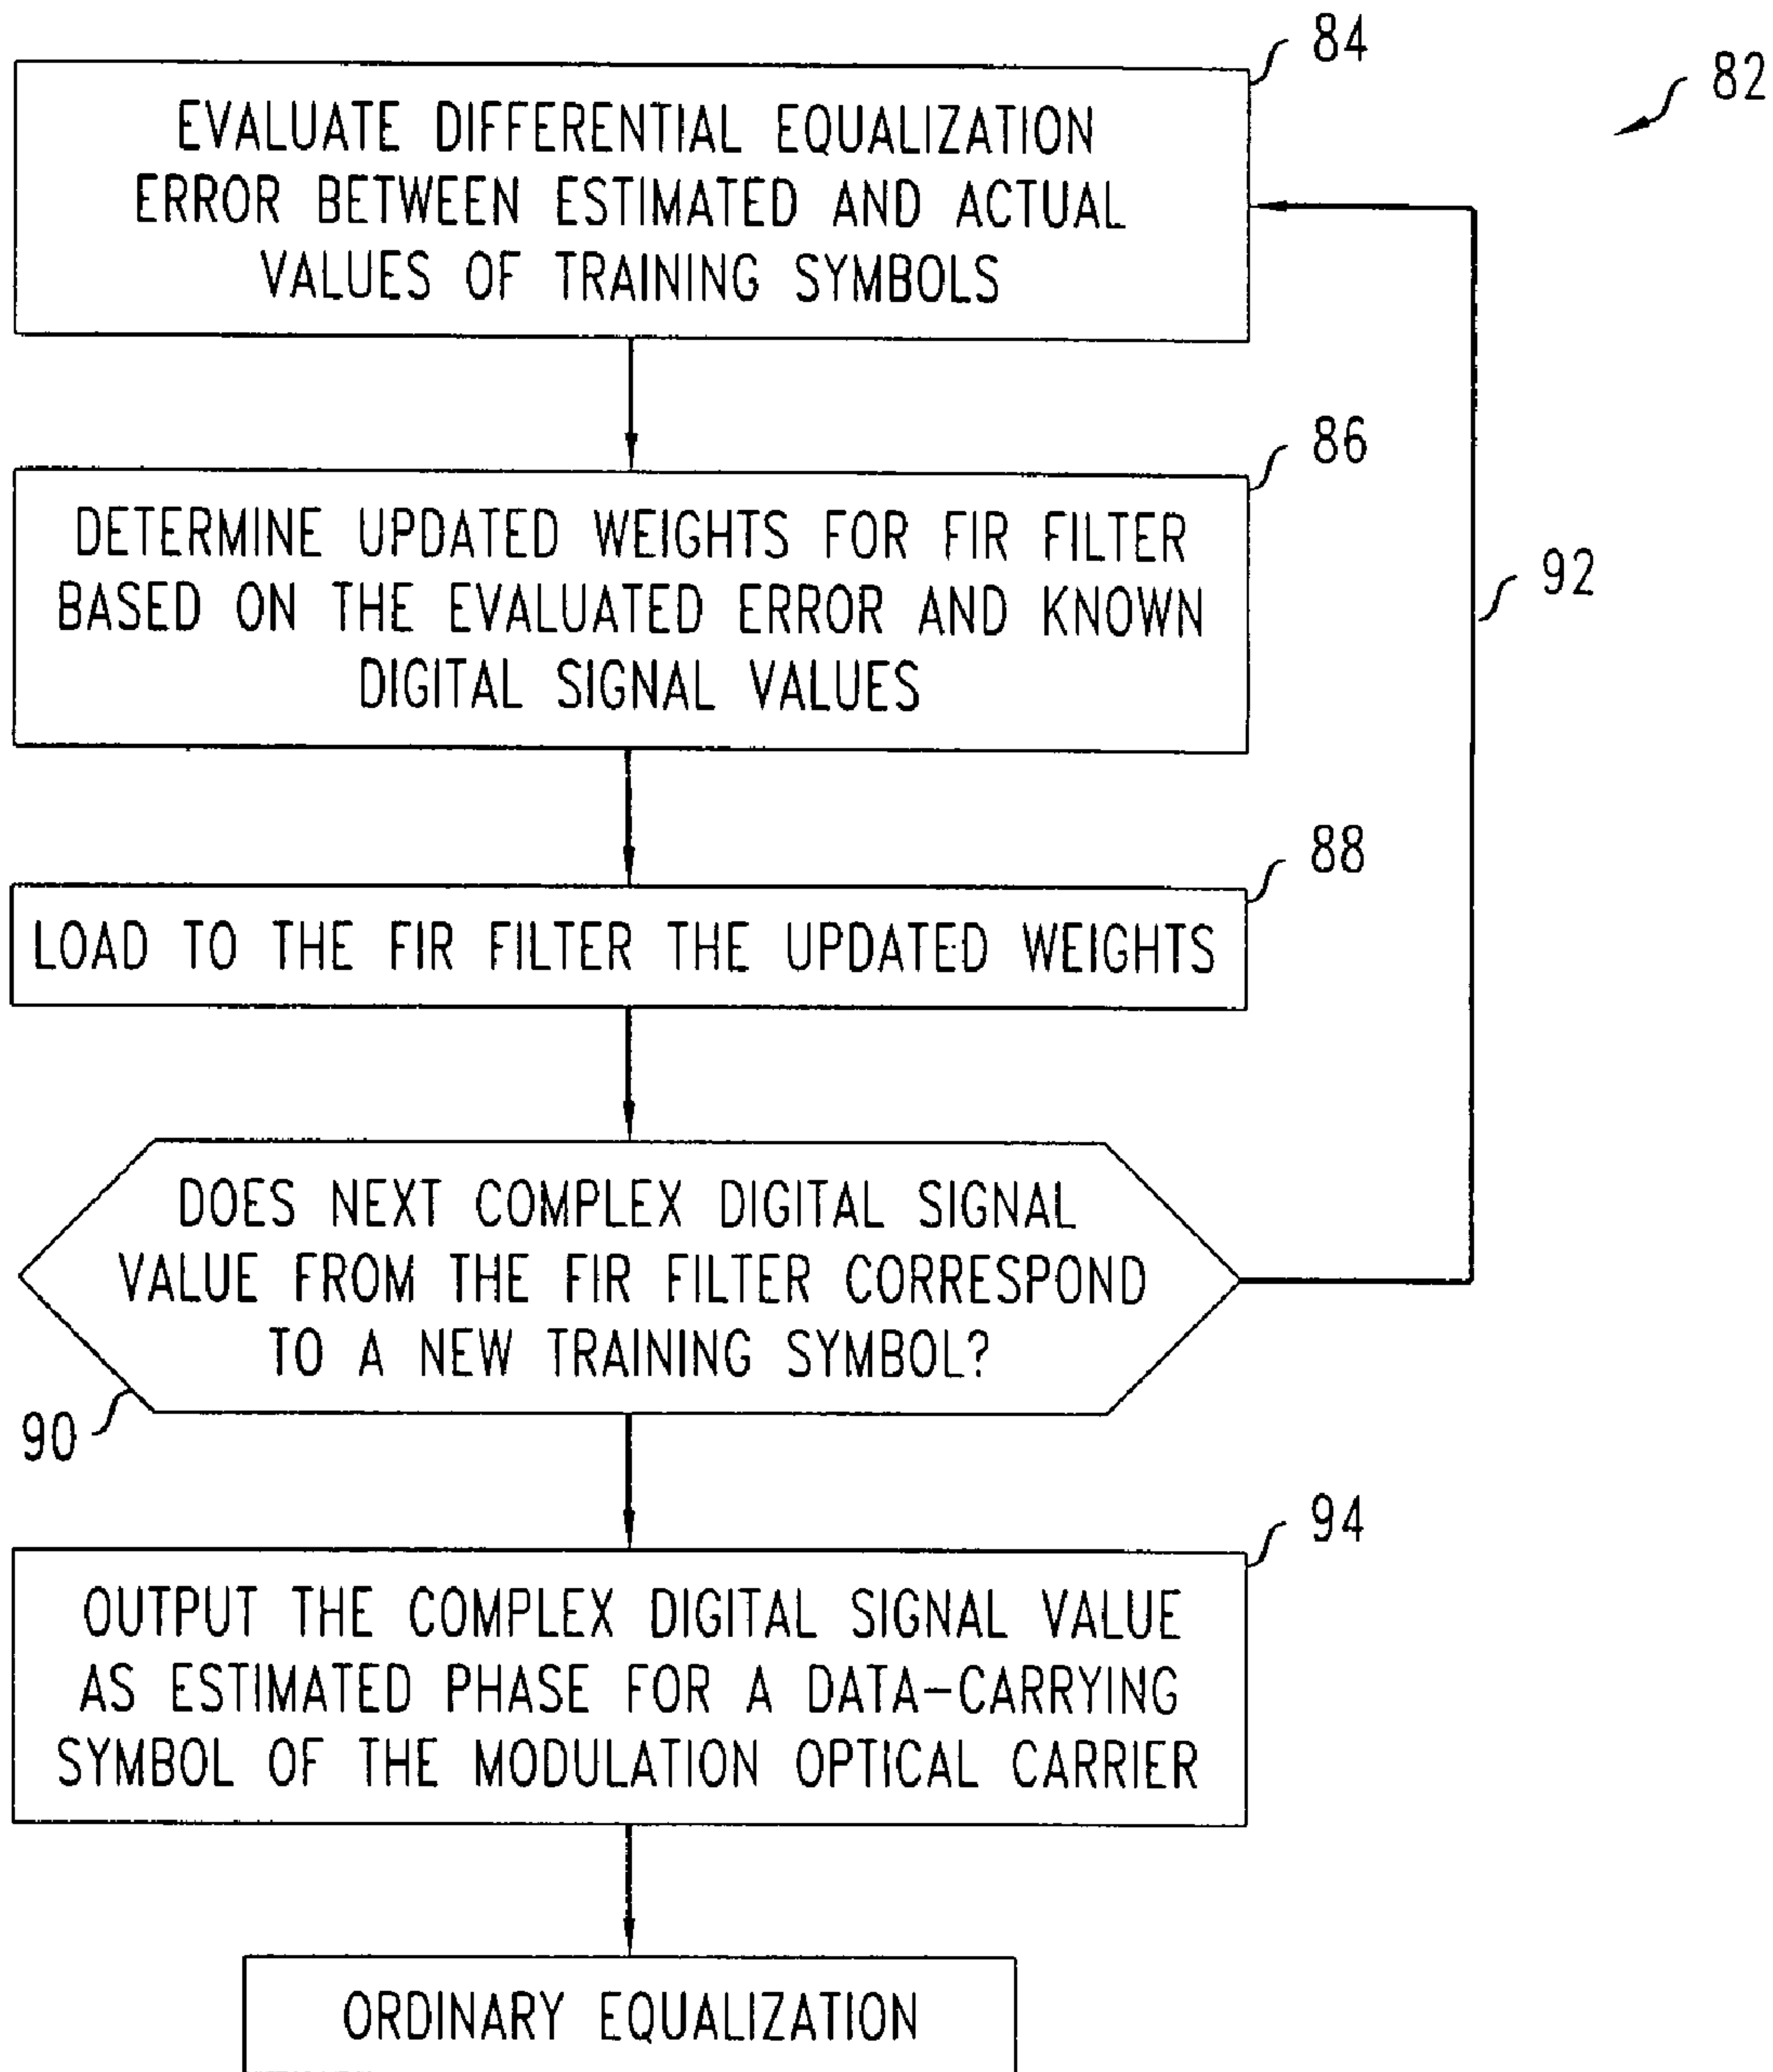 84
82
EVALUATE DIFFERENTIAL EQUALIZATION
ERROR BETWEEN ESTIMATED AND ACTUAL
VALUES OF TRAINING SYMBOLS
86
DETERMINE UPDATED WEIGHTS FOR FIR FILTER
BASED ON THE EVALUATED ERROR AND KNOWN
DIGITAL SIGNAL VALUES
92
88
LOAD TO THE FIR FILTER THE UPDATED WEIGHTS
DOES NEXT COMPLEX DIGITAL SIGNAL
VALUE FROM THE FIR FILTER CORRESPOND
TO A NEW TRAINING SYMBOL?
90
94
OUTPUT THE COMPLEX DIGITAL SIGNAL VALUE
AS ESTIMATED PHASE FOR A DATA-CARRYING
SYMBOL OF THE MODULATION OPTICAL CARRIER
ORDINARY EQUALIZATION